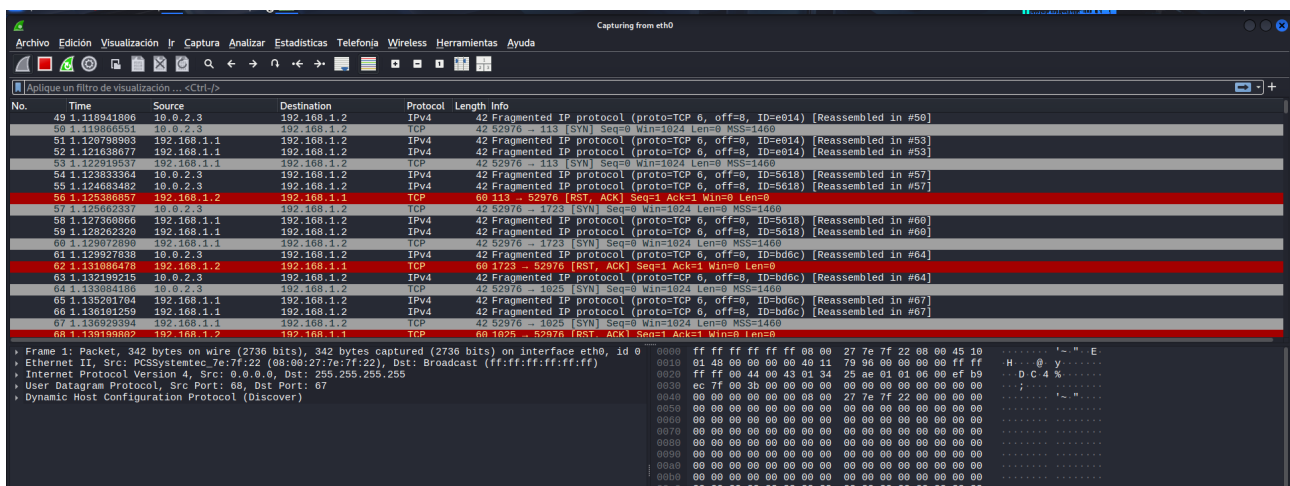 Capturing from eth0
Archivo Edición Visualización Ir Captura Analizar Estadísticas Telefonía Wireless Herramientas Ayuda
Aplique un filtro de visualización … <Ctrl-/>
No. Time Source Destination Protocol Length Info
49 1.118941806 10.0.2.3 192.168.1.2 IPv4 42 Fragmented IP protocol (proto=TCP 6, off=0, ID=e014) [Reassembled in #50]
50 1.119866551 10.0.2.3 192.168.1.2 TCP 42 52976 → 113 [SYN] Seq=0 Win=1024 Len=0 MSS=1460
51 1.120798903 192.168.1.1 192.168.1.2 IPv4 42 Fragmented IP protocol (proto=TCP 6, off=0, ID=e014) [Reassembled in #53]
52 1.121638677 192.168.1.1 192.168.1.2 IPv4 42 Fragmented IP protocol (proto=TCP 6, off=8, ID=e014) [Reassembled in #53]
53 1.122919537 192.168.1.1 192.168.1.2 TCP 42 52976 → 113 [SYN] Seq=0 Win=1024 Len=0 MSS=1460
54 1.123833364 10.0.2.3 192.168.1.2 IPv4 42 Fragmented IP protocol (proto=TCP 6, off=0, ID=5618) [Reassembled in #57]
55 1.124683482 10.0.2.3 192.168.1.2 IPv4 42 Fragmented IP protocol (proto=TCP 6, off=8, ID=5618) [Reassembled in #57]
56 1.125386857 192.168.1.2 192.168.1.1 TCP 60 113 → 52976 [RST, ACK] Seq=1 Ack=1 Win=0 Len=0
57 1.125662337 10.0.2.3 192.168.1.2 TCP 42 52976 → 1723 [SYN] Seq=0 Win=1024 Len=0 MSS=1460
58 1.127360866 192.168.1.1 192.168.1.2 IPv4 42 Fragmented IP protocol (proto=TCP 6, off=0, ID=5618) [Reassembled in #60]
59 1.128262320 192.168.1.1 192.168.1.2 IPv4 42 Fragmented IP protocol (proto=TCP 6, off=8, ID=5618) [Reassembled in #60]
60 1.129072890 192.168.1.1 192.168.1.2 TCP 42 52976 → 1723 [SYN] Seq=0 Win=1024 Len=0 MSS=1460
61 1.129927838 10.0.2.3 192.168.1.2 IPv4 42 Fragmented IP protocol (proto=TCP 6, off=0, ID=bd6c) [Reassembled in #64]
62 1.131086478 192.168.1.2 192.168.1.1 TCP 60 1723 → 52976 [RST, ACK] Seq=1 Ack=1 Win=0 Len=0
63 1.132199215 10.0.2.3 192.168.1.2 IPv4 42 Fragmented IP protocol (proto=TCP 6, off=8, ID=bd6c) [Reassembled in #64]
64 1.133084186 10.0.2.3 192.168.1.2 TCP 42 52976 → 1025 [SYN] Seq=0 Win=1024 Len=0 MSS=1460
65 1.135201704 192.168.1.1 192.168.1.2 IPv4 42 Fragmented IP protocol (proto=TCP 6, off=0, ID=bd6c) [Reassembled in #67]
66 1.136101259 192.168.1.1 192.168.1.2 IPv4 42 Fragmented IP protocol (proto=TCP 6, off=8, ID=bd6c) [Reassembled in #67]
67 1.136929394 192.168.1.1 192.168.1.2 TCP 42 52976 → 1025 [SYN] Seq=0 Win=1024 Len=0 MSS=1460
68 1.139199802 192.168.1.2 192.168.1.1 TCP 60 1025 → 52976 [RST, ACK] Seq=1 Ack=1 Win=0 Len=0
Frame 1: Packet, 342 bytes on wire (2736 bits), 342 bytes captured (2736 bits) on interface eth0, id 0
Ethernet II, Src: PCSSystemtec_7e:7f:22 (08:00:27:7e:7f:22), Dst: Broadcast (ff:ff:ff:ff:ff:ff)
Internet Protocol Version 4, Src: 0.0.0.0, Dst: 255.255.255.255
User Datagram Protocol, Src Port: 68, Dst Port: 67
Dynamic Host Configuration Protocol (Discover)
0000 ff ff ff ff ff ff 08 00 27 7e 7f 22 08 00 45 10 ········ '~·"··E·
0010 01 48 00 00 00 00 40 11 79 96 00 00 00 00 ff ff ·H····@· y·······
0020 ff ff 00 44 00 43 01 34 25 ae 01 01 06 00 ef b9 ···D·C·4 %·······
0030 ec 7f 00 3b 00 00 00 00 00 00 00 00 00 00 00 00 ···;···· ········
0040 00 00 00 00 00 00 08 00 27 7e 7f 22 00 00 00 00 ········ '~·"····
0050 00 00 00 00 00 00 00 00 00 00 00 00 00 00 00 00 ········ ········
0060 00 00 00 00 00 00 00 00 00 00 00 00 00 00 00 00 ········ ········
0070 00 00 00 00 00 00 00 00 00 00 00 00 00 00 00 00 ········ ········
0080 00 00 00 00 00 00 00 00 00 00 00 00 00 00 00 00 ········ ········
0090 00 00 00 00 00 00 00 00 00 00 00 00 00 00 00 00 ········ ········
00a0 00 00 00 00 00 00 00 00 00 00 00 00 00 00 00 00 ········ ········
00b0 00 00 00 00 00 00 00 00 00 00 00 00 00 00 00 00 ········ ········